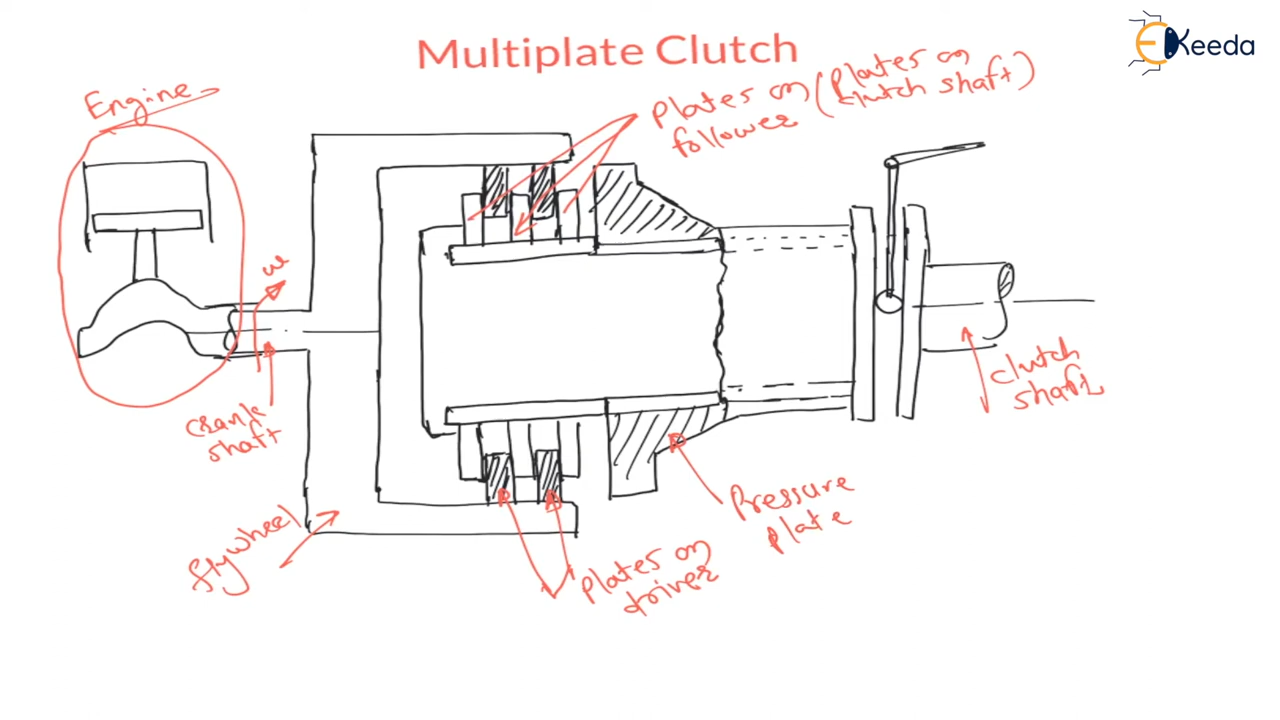 Multiplate Clutch
EKeeda
Engine
Plates on (Plates on
follower clutch shaft)
ω
crank
shaft
clutch
shaft
flywheel
Pressure
plate
Plates on
driver